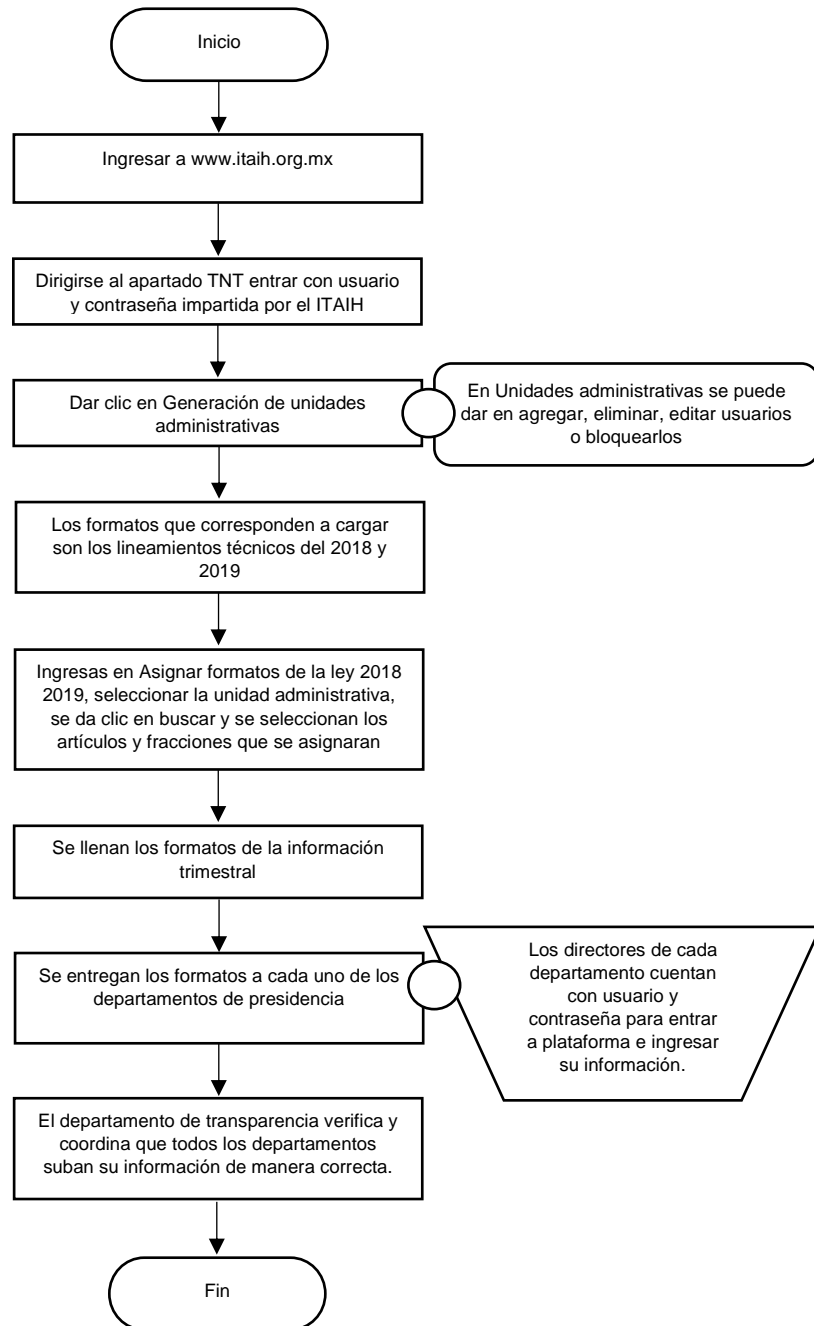 Inicio
Ingresar a www.itaih.org.mx
Dirigirse al apartado TNT entrar con usuario
y contraseña impartida por el ITAIH
Dar clic en Generación de unidades
administrativas
En Unidades administrativas se puede
dar en agregar, eliminar, editar usuarios
o bloquearlos
Los formatos que corresponden a cargar
son los lineamientos técnicos del 2018 y
2019
Ingresas en Asignar formatos de la ley 2018
2019, seleccionar la unidad administrativa,
se da clic en buscar y se seleccionan los
artículos y fracciones que se asignaran
Se llenan los formatos de la información
trimestral
Se entregan los formatos a cada uno de los
departamentos de presidencia
Los directores de cada
departamento cuentan
con usuario y
contraseña para entrar
a plataforma e ingresar
su información.
El departamento de transparencia verifica y
coordina que todos los departamentos
suban su información de manera correcta.
Fin